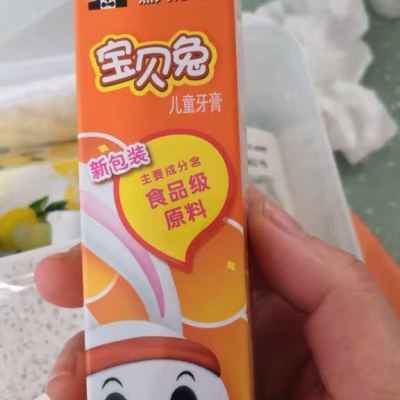 宝贝兔
儿童牙膏
新包装
主要成分含
食品级
原料